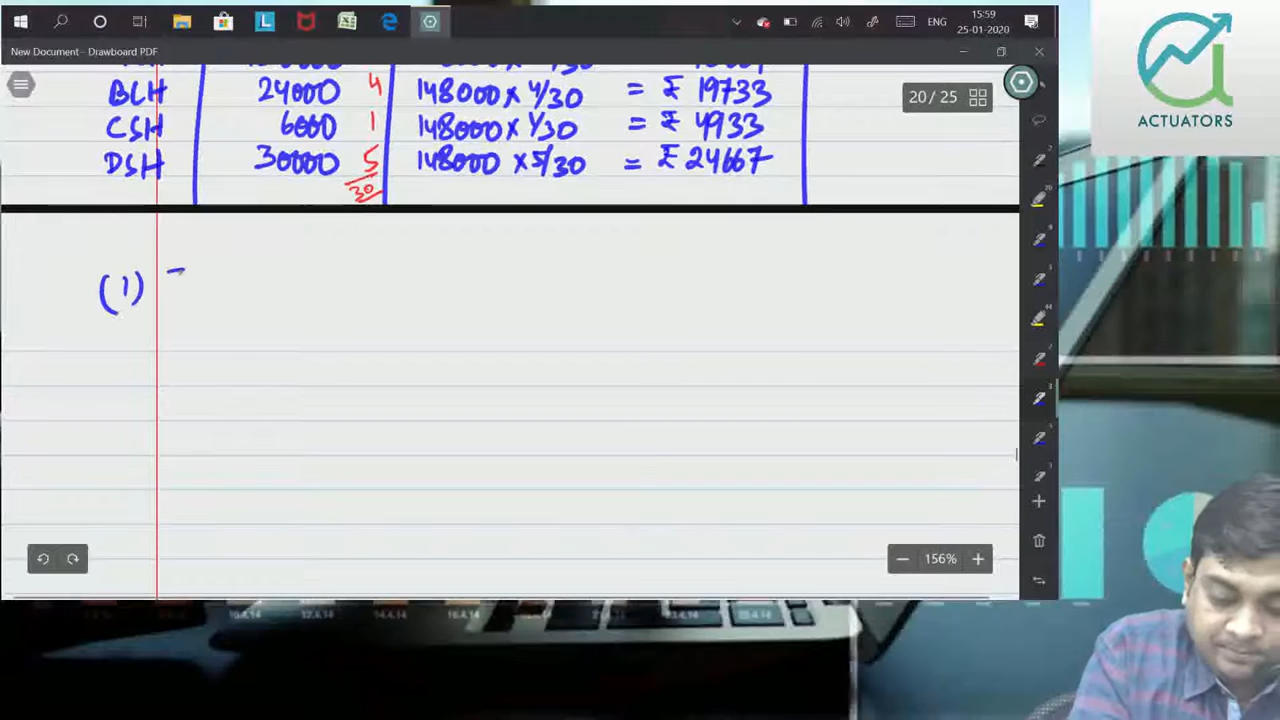 15:59
ENG
25-01-2020
New Document - Drawboard PDF
BLH 24000 4 148000 × 4/30 = ₹ 19733
CSH 6000 1 148000 × 1/30 = ₹ 4933
DSH 30000 5 148000 × 5/30 = ₹ 24667
30
20 / 25
ACTUATORS
(1)
156%